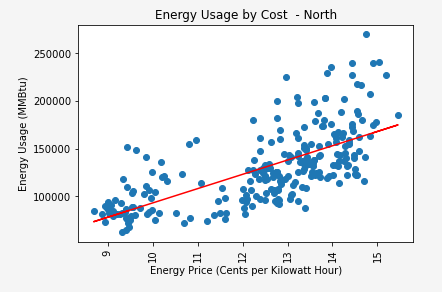 Energy Usage by Cost - North
Energy Usage (MMBtu)
250000
200000
150000
100000
9 10 11 12 13 14 15
Energy Price (Cents per Kilowatt Hour)